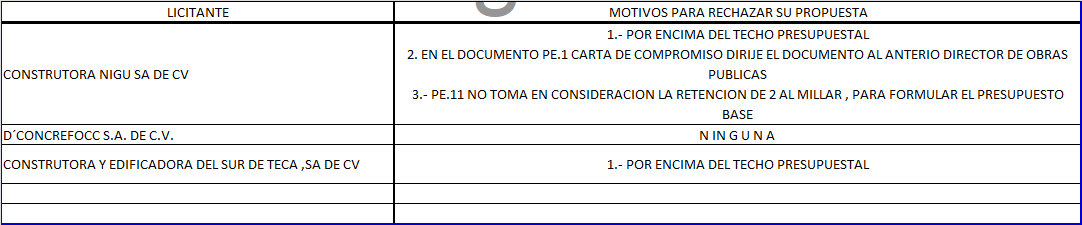 LICITANTE MOTIVOS PARA RECHAZAR SU PROPUESTA
CONSTRUTORA NIGU SA DE CV
1.- POR ENCIMA DEL TECHO PRESUPUESTAL
2. EN EL DOCUMENTO PE.1 CARTA DE COMPROMISO DIRIJE EL DOCUMENTO AL ANTERIO DIRECTOR DE OBRAS
PUBLICAS
3.- PE.11 NO TOMA EN CONSIDERACION LA RETENCION DE 2 AL MILLAR , PARA FORMULAR EL PRESUPUESTO
BASE
D´CONCREFOCC S.A. DE C.V. N I N G U N A
CONSTRUTORA Y EDIFICADORA DEL SUR DE TECA ,SA DE CV 1.- POR ENCIMA DEL TECHO PRESUPUESTAL